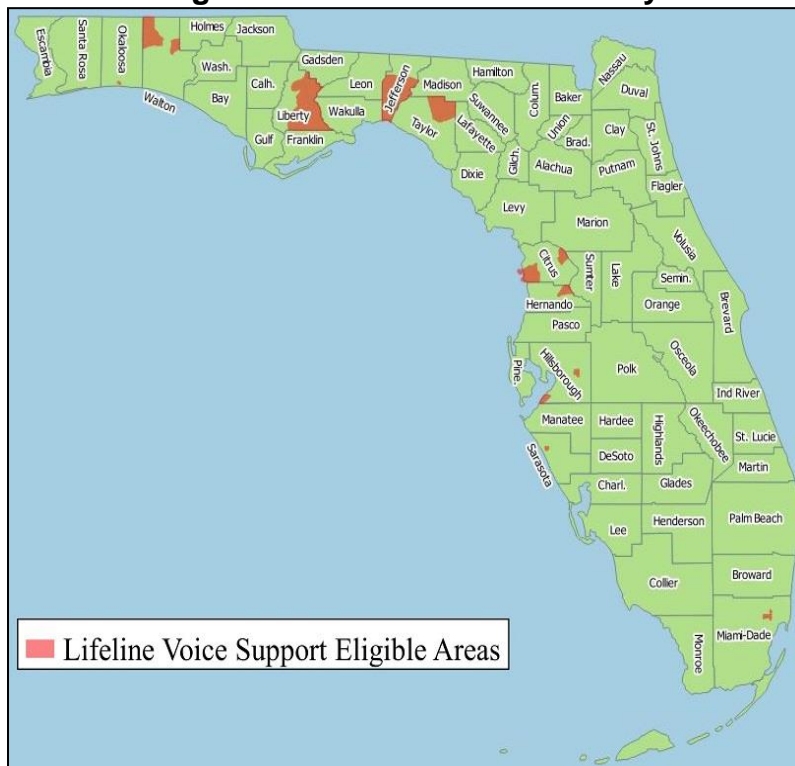 Escambia
Santa Rosa
Okaloosa
Walton
Holmes
Jackson
Wash.
Bay
Calh.
Gulf
Gadsden
Liberty
Franklin
Leon
Wakulla
Jefferson
Madison
Taylor
Hamilton
Suwannee
Lafayette
Dixie
Colum.
Gilch.
Baker
Union
Brad.
Alachua
Levy
Nassau
Duval
Clay
St. Johns
Putnam
Flagler
Marion
Volusia
Citrus
Sumter
Lake
Semin.
Hernando
Orange
Brevard
Pasco
Pine.
Hillsborough
Polk
Osceola
Ind River
Manatee
Hardee
Highlands
Okeechobee
St. Lucie
Sarasota
DeSoto
Martin
Charl.
Glades
Lee
Henderson
Palm Beach
Collier
Broward
Monroe
Miami-Dade
Lifeline Voice Support Eligible Areas